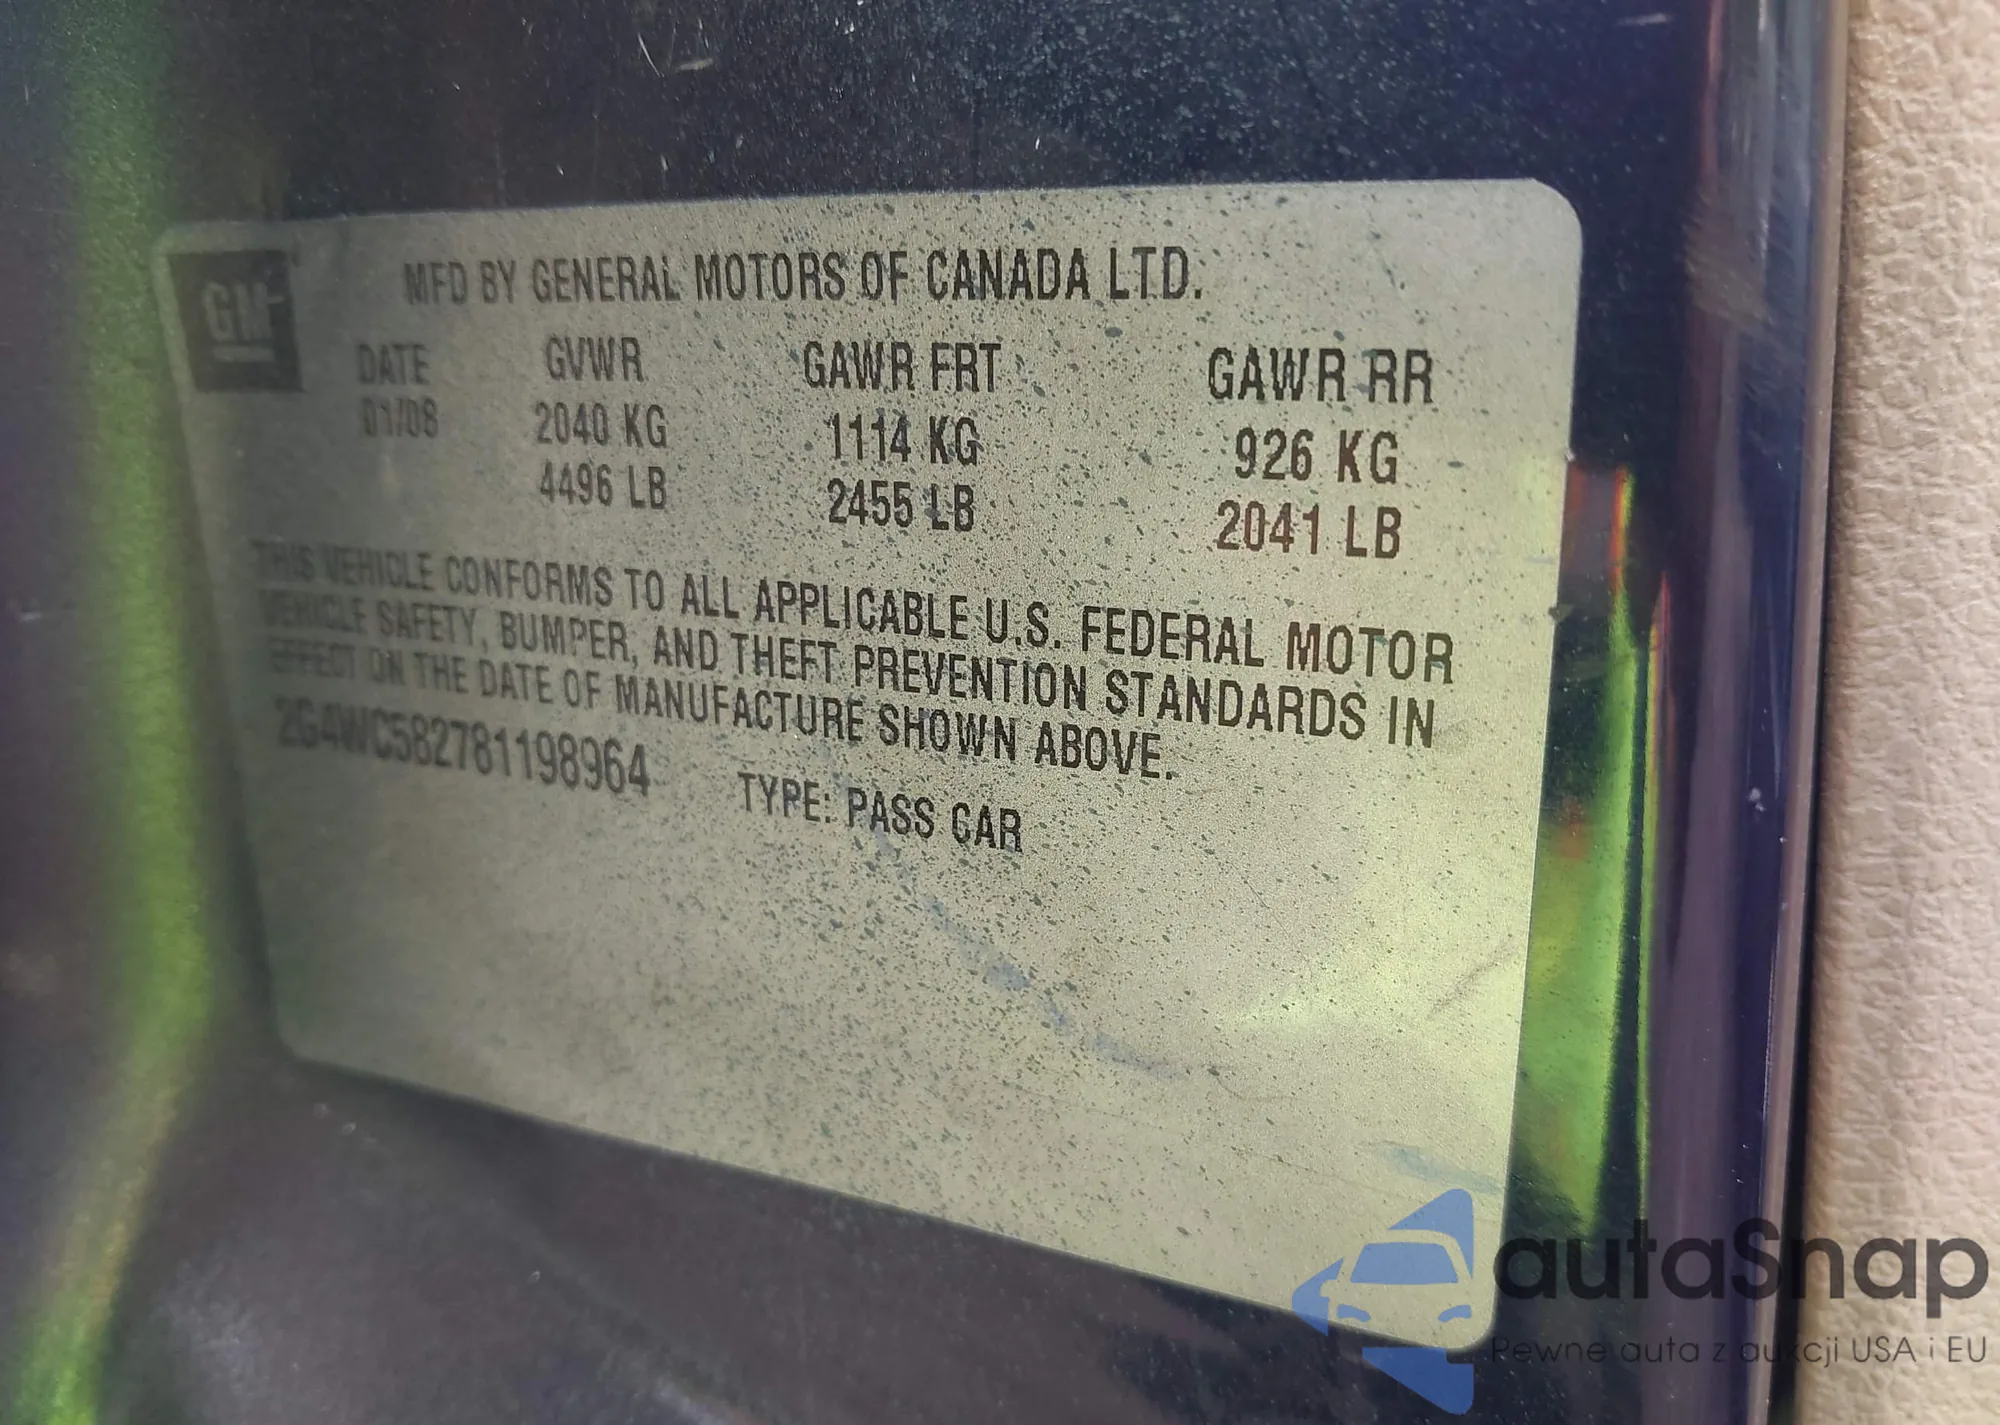 GM
MFD BY GENERAL MOTORS OF CANADA LTD.
DATE GVWR GAWR FRT GAWR RR
01/08 2040 KG 1114 KG 926 KG
4496 LB 2455 LB 2041 LB
THIS VEHICLE CONFORMS TO ALL APPLICABLE U.S. FEDERAL MOTOR
VEHICLE SAFETY, BUMPER, AND THEFT PREVENTION STANDARDS IN
EFFECT ON THE DATE OF MANUFACTURE SHOWN ABOVE.
2G4WC582781198964 TYPE: PASS CAR
autaSnap
Pewne auta z aukcji USA i EU